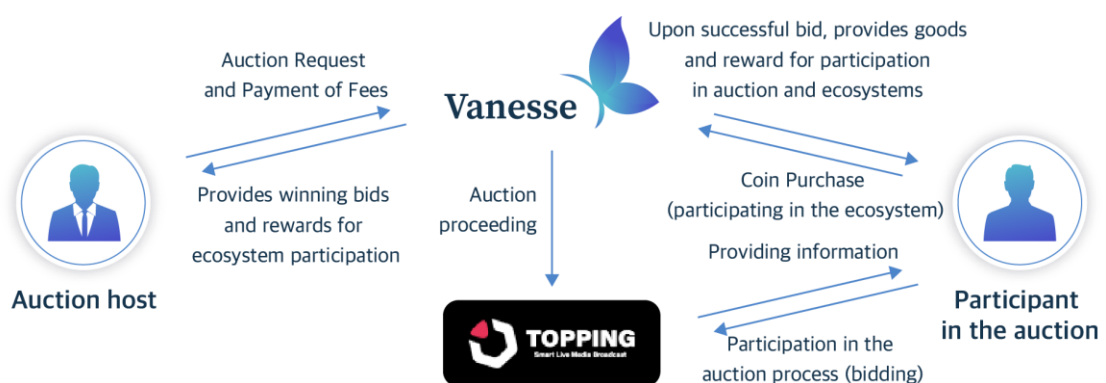 Auction Request
and Payment of Fees
Vanesse
Upon successful bid, provides goods
and reward for participation
in auction and ecosystems
Provides winning bids
and rewards for
ecosystem participation
Auction
proceeding
Coin Purchase
(participating in the ecosystem)
Providing information
Auction host
TOPPING
Smart Live Media Broadcast
Participant
in the auction
Participation in the
auction process (bidding)